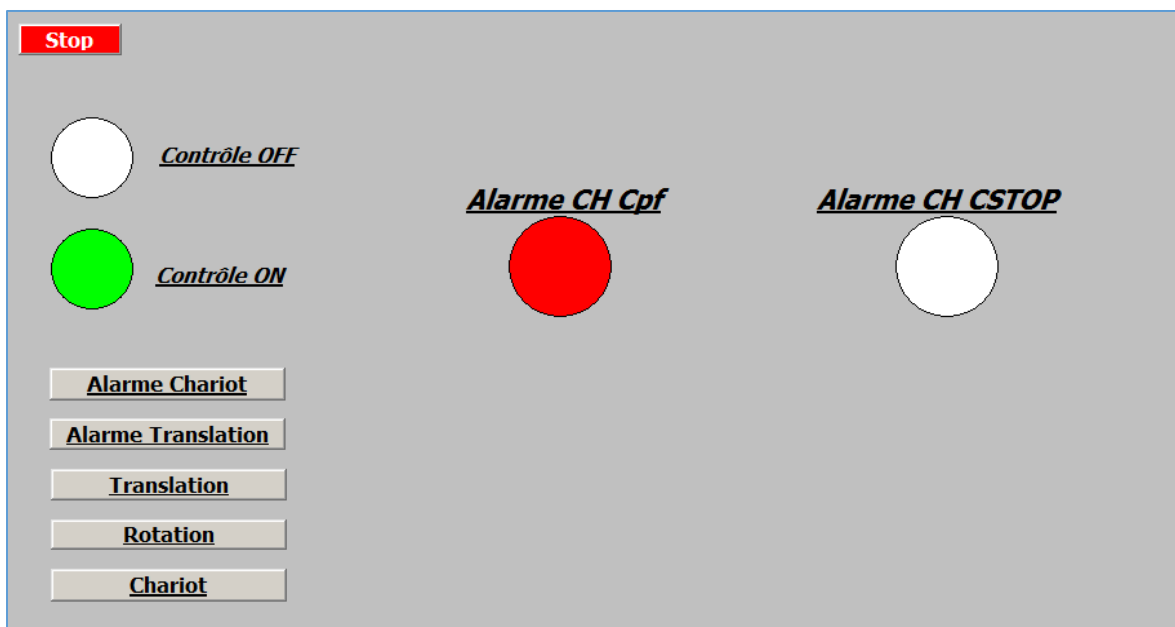 Stop
Contrôle OFF
Alarme CH Cpf
Alarme CH CSTOP
Contrôle ON
Alarme Chariot
Alarme Translation
Translation
Rotation
Chariot